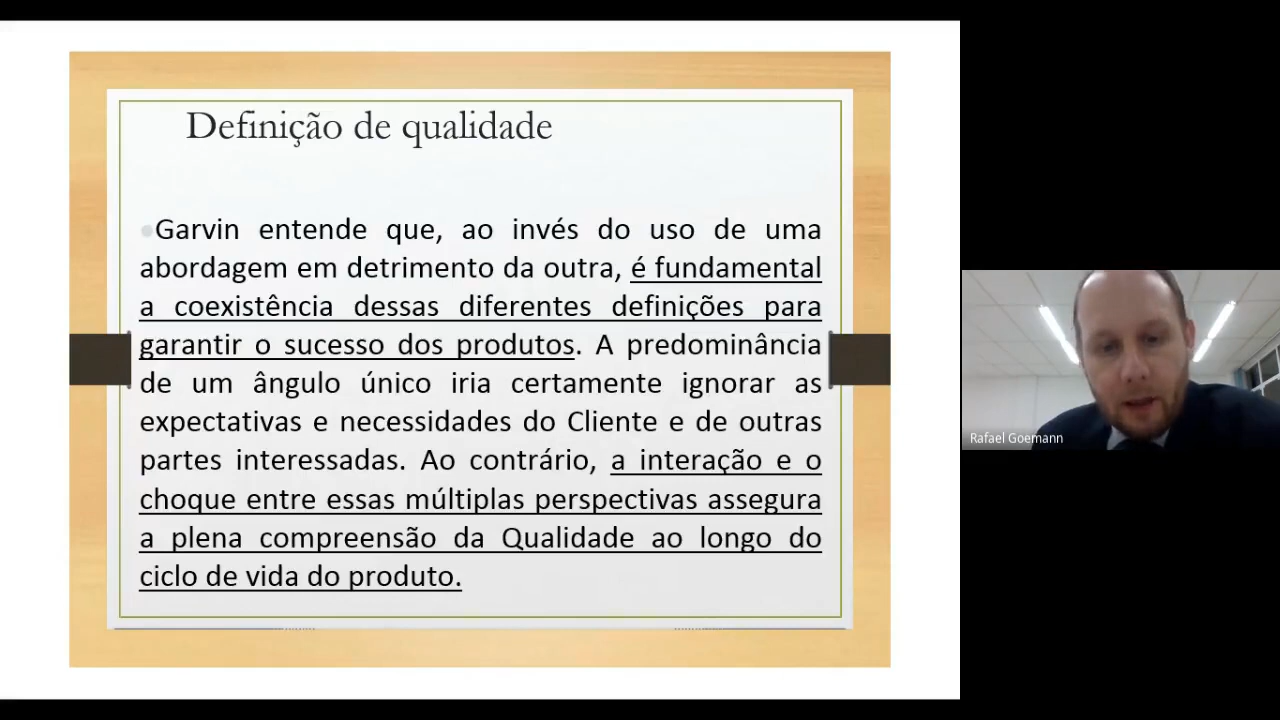 Definição de qualidade
Garvin entende que, ao invés do uso de uma
abordagem em detrimento da outra, é fundamental
a coexistência dessas diferentes definições para
garantir o sucesso dos produtos. A predominância
de um ângulo único iria certamente ignorar as
expectativas e necessidades do Cliente e de outras
partes interessadas. Ao contrário, a interação e o
choque entre essas múltiplas perspectivas assegura
a plena compreensão da Qualidade ao longo do
ciclo de vida do produto.
Rafael Goemann